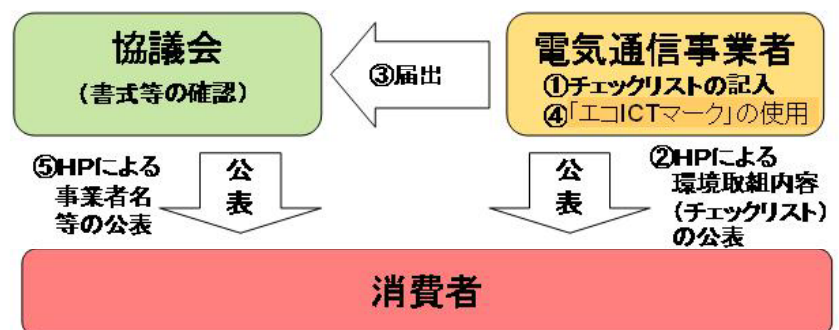 協議会
(書式等の確認)
電気通信事業者
①チェックリストの記入
④「エコICTマーク」の使用
③届出
⑤HPによる
事業者名
等の公表
公
表
公
表
②HPによる
環境取組内容
(チェックリスト)
の公表
消費者